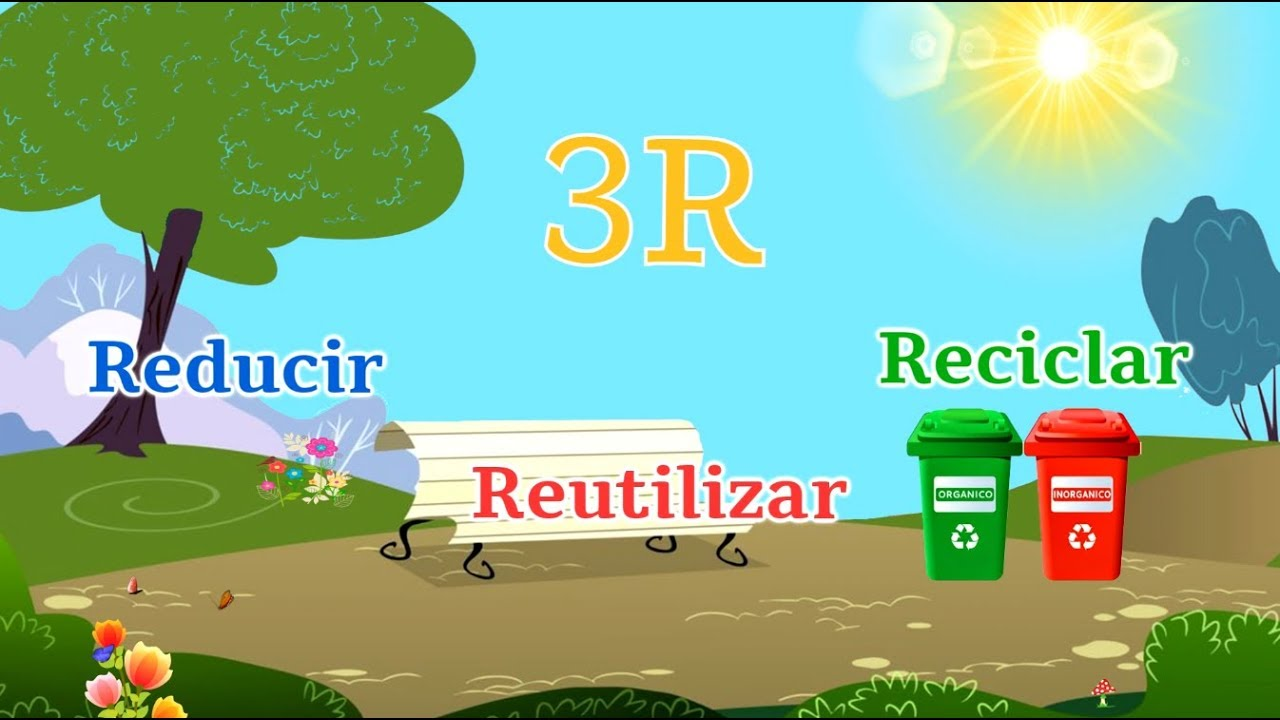 3R
Reducir
Reciclar
Reutilizar
ORGANICO
INORGANICO